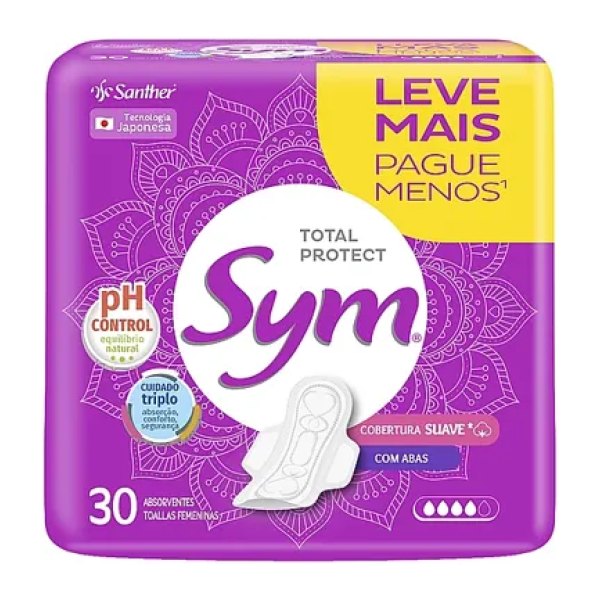 Santher®
Tecnologia
Japonesa
LEVE
MAIS
PAGUE
MENOS¹
TOTAL
PROTECT
Sym®
pH
CONTROL
equilíbrio
natural
CUIDADO
triplo
absorção,
conforto,
segurança
COBERTURA SUAVE*
COM ABAS
30 ABSORVENTES
TOALLAS FEMENINAS